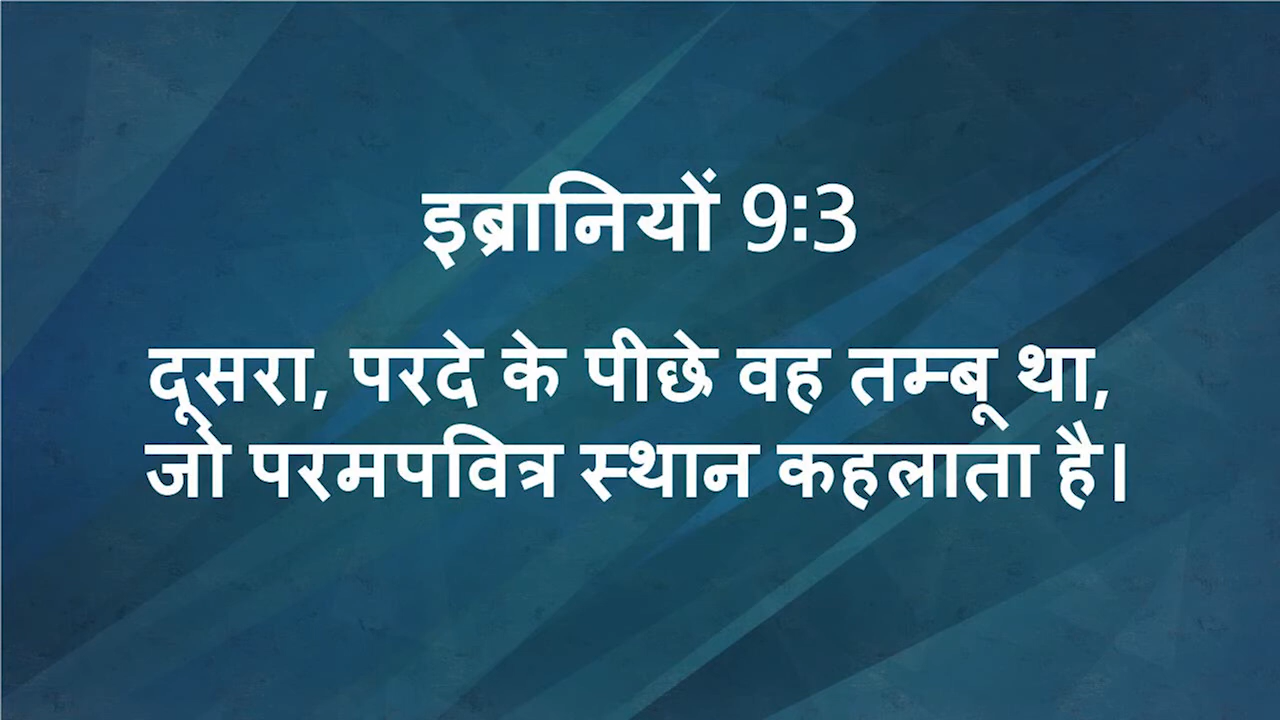 इब्रानियों 9:3
दूसरा, परदे के पीछे वह तम्बू था,
जो परमपवित्र स्थान कहलाता है।